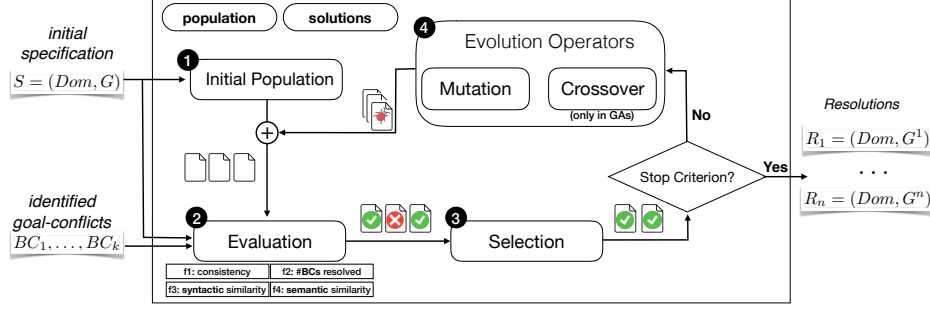 population
solutions
initial
specification
S = (Dom, G)
1
Initial Population
4
Evolution Operators
Mutation
Crossover
(only in GAs)
+
No
Stop Criterion?
Yes
Resolutions
R₁ = (Dom, G¹)
. . .
Rₙ = (Dom, Gⁿ)
identified
goal-conflicts
BC₁, . . . , BCₖ
2
Evaluation
3
Selection
f1: consistency
f2: #BCs resolved
f3: syntactic similarity
f4: semantic similarity